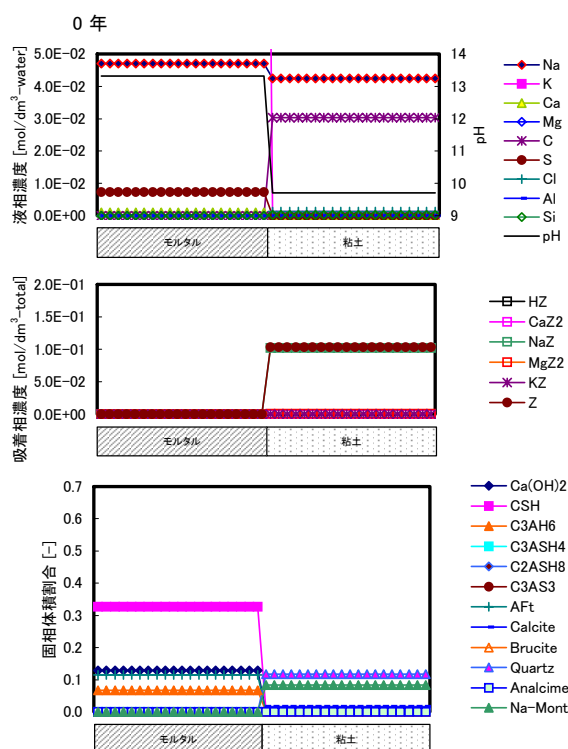 0 年
液相濃度 [mol/dm³-water]
5.0E-02
4.0E-02
3.0E-02
2.0E-02
1.0E-02
0.0E+00
14
13
12
11
10
9
pH
モルタル
粘土
Na
K
Ca
Mg
C
S
Cl
Al
Si
pH
吸着相濃度 [mol/dm³-total]
2.0E-01
1.5E-01
1.0E-01
5.0E-02
0.0E+00
モルタル
粘土
HZ
CaZ2
NaZ
MgZ2
KZ
Z
固相体積割合 [-]
0.7
0.6
0.5
0.4
0.3
0.2
0.1
0.0
モルタル
粘土
Ca(OH)2
CSH
C3AH6
C3ASH4
C2ASH8
C3AS3
AFt
Calcite
Brucite
Quartz
Analcime
Na-Mont